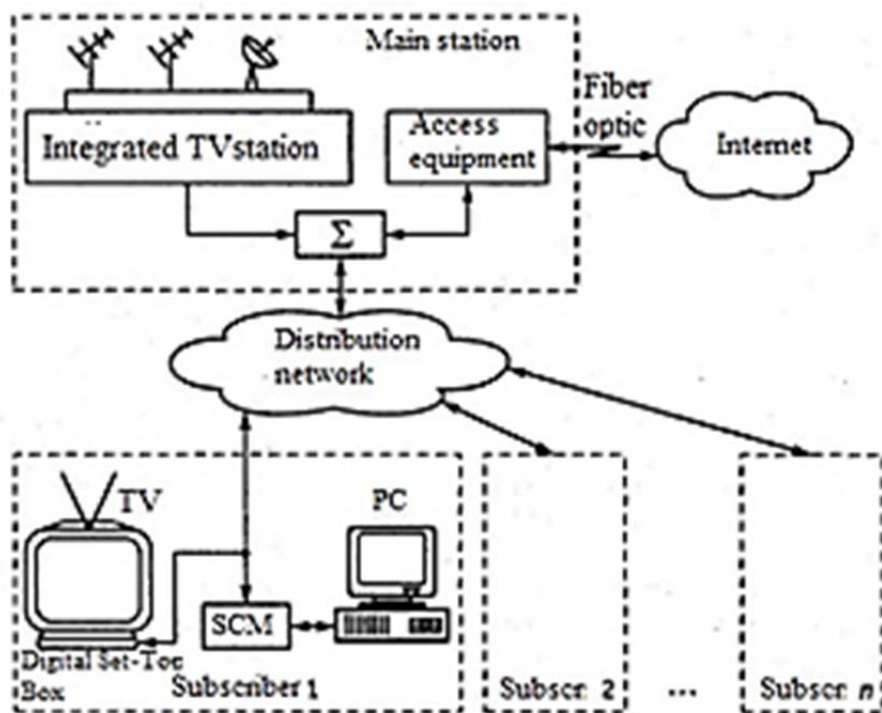 Main station
Integrated TVstation
Access
equipment
Fiber
optic
Internet
Σ
Distribution
network
TV
PC
SCM
Digital Set-Toc
Box
Subscriber 1
Subscr. 2
...
Subscr. n